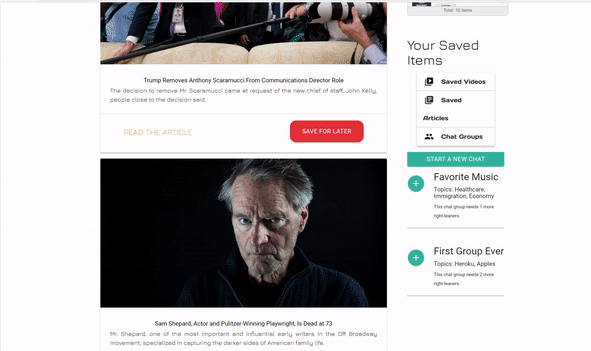 Total: 10 items
Trump Removes Anthony Scaramucci From Communications Director Role
The decision to remove Mr. Scaramucci came at request of the new chief of staff, John Kelly,
people close to the decision said.
READ THE ARTICLE
SAVE FOR LATER
Sam Shepard, Actor and Pulitzer-Winning Playwright, Is Dead at 73
Mr. Shepard, one of the most important and influential early writers in the Off Broadway
movement, specialized in capturing the darker sides of American family life.
Your Saved
Items
Saved Videos
Saved
Articles
Chat Groups
START A NEW CHAT
Favorite Music
Topics: Healthcare,
Immigration, Economy
This chat group needs 1 more
right-leaners.
First Group Ever
Topics: Heroku, Apples
This chat group needs 2 more
right-leaners.